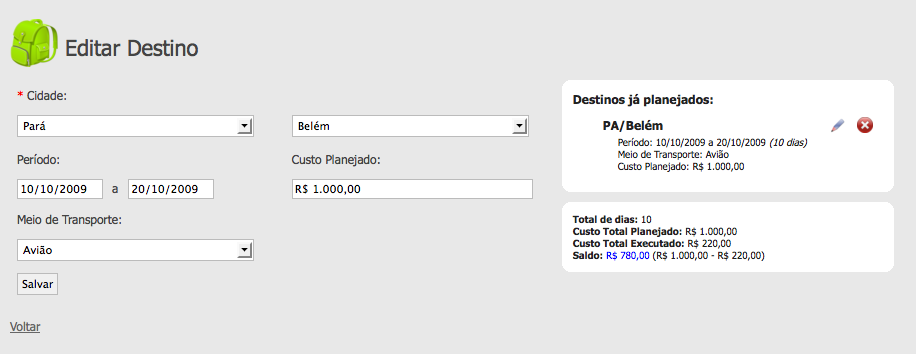 Editar Destino
* Cidade:
Pará
Belém
Período:
Custo Planejado:
10/10/2009 a 20/10/2009
R$ 1.000,00
Meio de Transporte:
Avião
Salvar
Voltar
Destinos já planejados:
PA/Belém
Período: 10/10/2009 a 20/10/2009 (10 dias)
Meio de Transporte: Avião
Custo Planejado: R$ 1.000,00
Total de dias: 10
Custo Total Planejado: R$ 1.000,00
Custo Total Executado: R$ 220,00
Saldo: R$ 780,00 (R$ 1.000,00 - R$ 220,00)